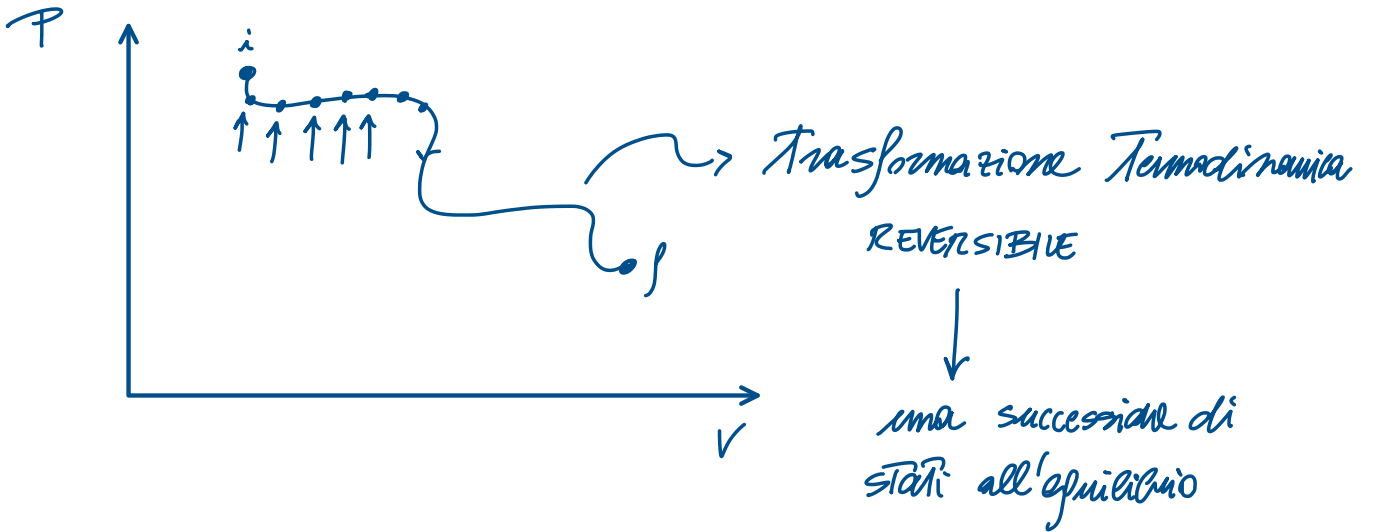 P
i
Trasformazione Termodinamica
REVERSIBILE
f
V
una successione di
stati all'equilibrio